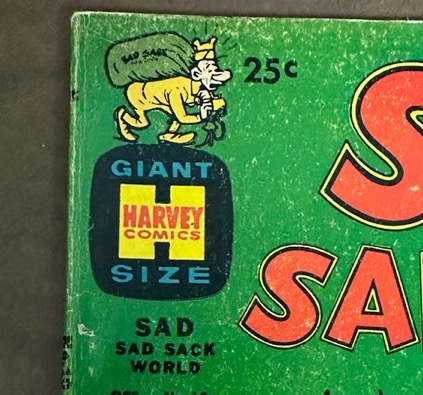 SAD SACK
25¢
GIANT
H
HARVEY
COMICS
SIZE
S
SA
SAD
SAD SACK
WORLD